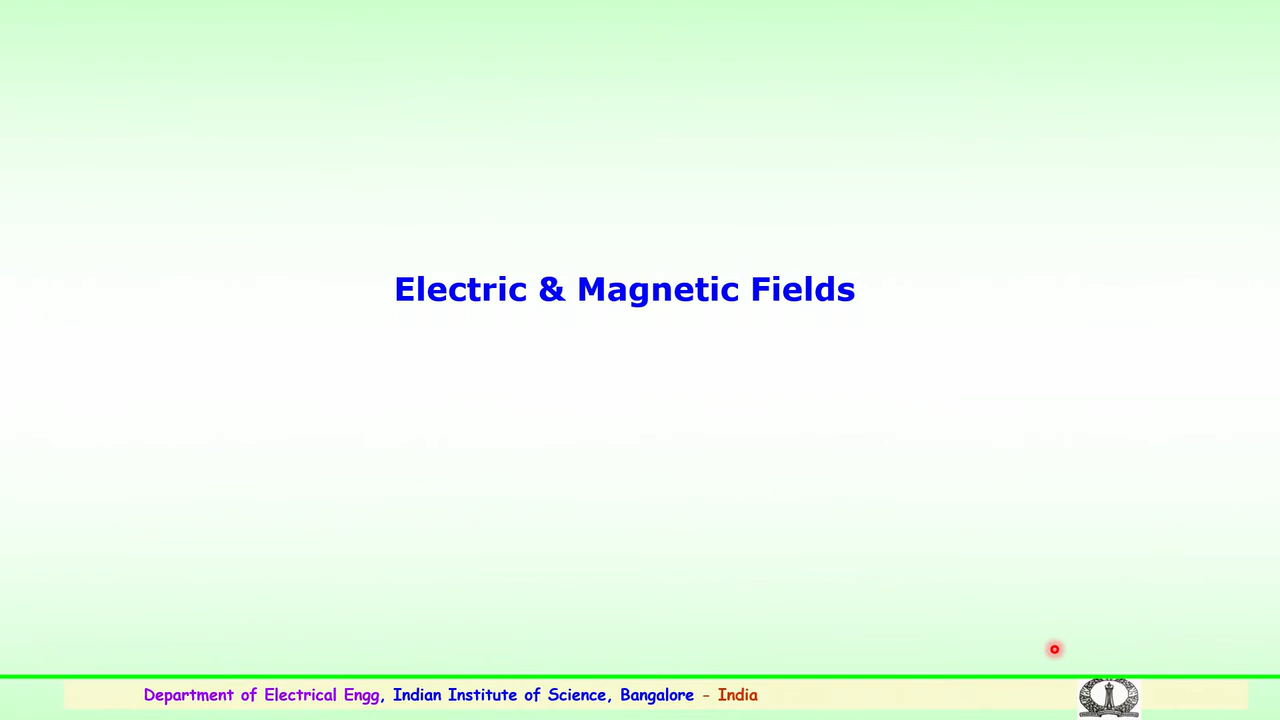 Electric & Magnetic Fields
Department of Electrical Engg, Indian Institute of Science, Bangalore - India